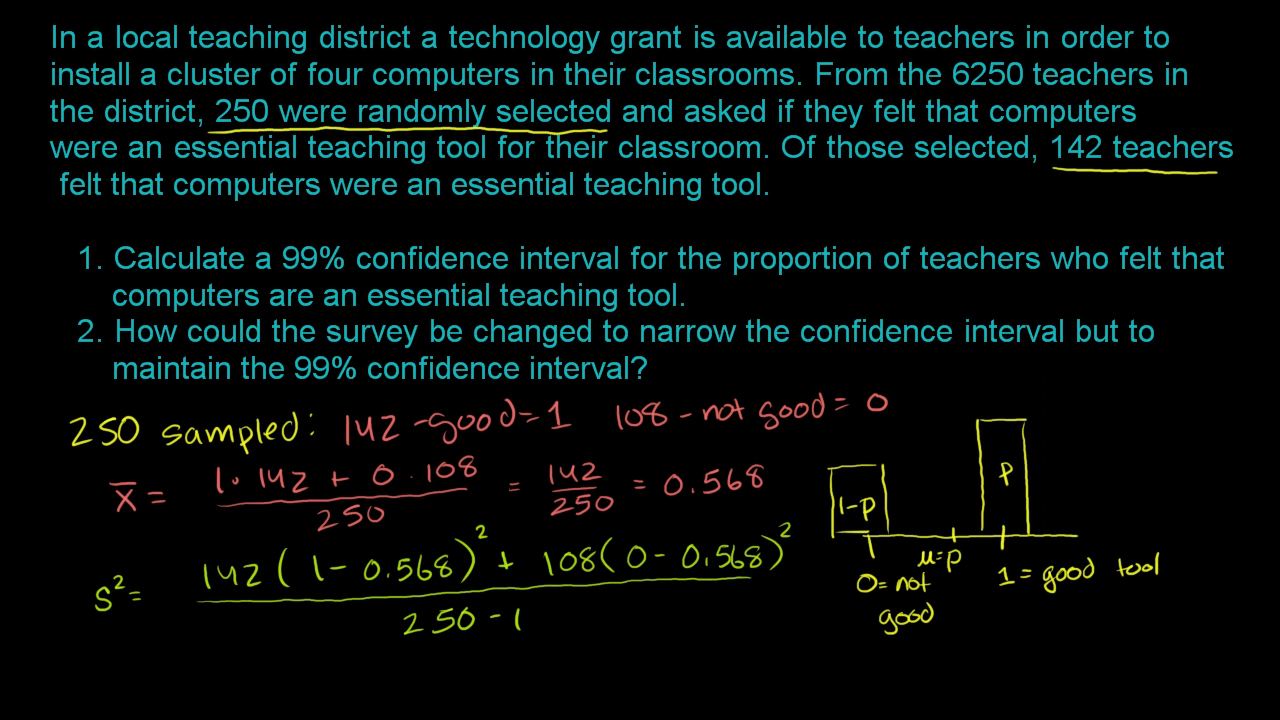 In a local teaching district a technology grant is available to teachers in order to
install a cluster of four computers in their classrooms. From the 6250 teachers in
the district, 250 were randomly selected and asked if they felt that computers
were an essential teaching tool for their classroom. Of those selected, 142 teachers
felt that computers were an essential teaching tool.
1. Calculate a 99% confidence interval for the proportion of teachers who felt that
computers are an essential teaching tool.
2. How could the survey be changed to narrow the confidence interval but to
maintain the 99% confidence interval?
250 sampled: 142 - good = 1 108 - not good = 0
x̅ = (1·142 + 0·108)/250 = 142/250 = 0.568
S² = (142(1 - 0.568)² + 108(0 - 0.568)²)/(250 - 1)
1-p
p
μ=p
0 = not
good
1 = good tool